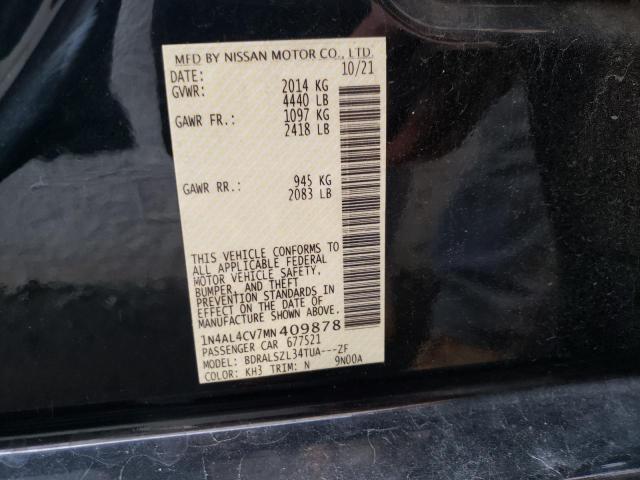 MFD BY NISSAN MOTOR CO., LTD.
DATE: 10/21
GVWR: 2014 KG
4440 LB
GAWR FR.: 1097 KG
2418 LB
GAWR RR.: 945 KG
2083 LB
THIS VEHICLE CONFORMS TO
ALL APPLICABLE FEDERAL
MOTOR VEHICLE SAFETY,
BUMPER, AND THEFT
PREVENTION STANDARDS IN
EFFECT ON THE DATE OF
MANUFACTURE SHOWN ABOVE.
1N4AL4CV7MN409878
PASSENGER CAR 677521
MODEL: BDRALSZL34TUA---ZF
COLOR: KH3 TRIM: N 9N00A